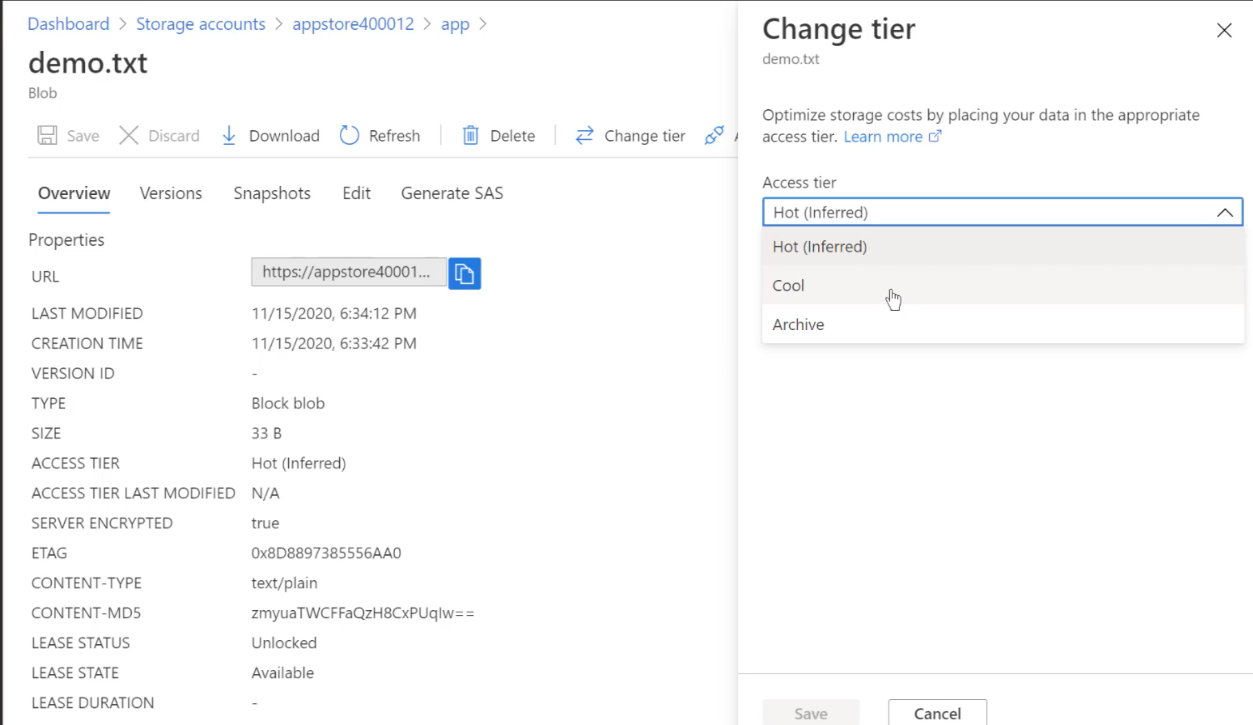 Dashboard > Storage accounts > appstore400012 > app >
demo.txt
Blob
Save Discard Download Refresh Delete Change tier
Overview Versions Snapshots Edit Generate SAS
Properties
URL https://appstore40001...
LAST MODIFIED 11/15/2020, 6:34:12 PM
CREATION TIME 11/15/2020, 6:33:42 PM
VERSION ID -
TYPE Block blob
SIZE 33 B
ACCESS TIER Hot (Inferred)
ACCESS TIER LAST MODIFIED N/A
SERVER ENCRYPTED true
ETAG 0x8D8897385556AA0
CONTENT-TYPE text/plain
CONTENT-MD5 zmyuaTWCFFaQzH8CxPUqIw==
LEASE STATUS Unlocked
LEASE STATE Available
LEASE DURATION -
Change tier
demo.txt
Optimize storage costs by placing your data in the appropriate
access tier. Learn more
Access tier
Hot (Inferred)
Hot (Inferred)
Cool
Archive
Save Cancel